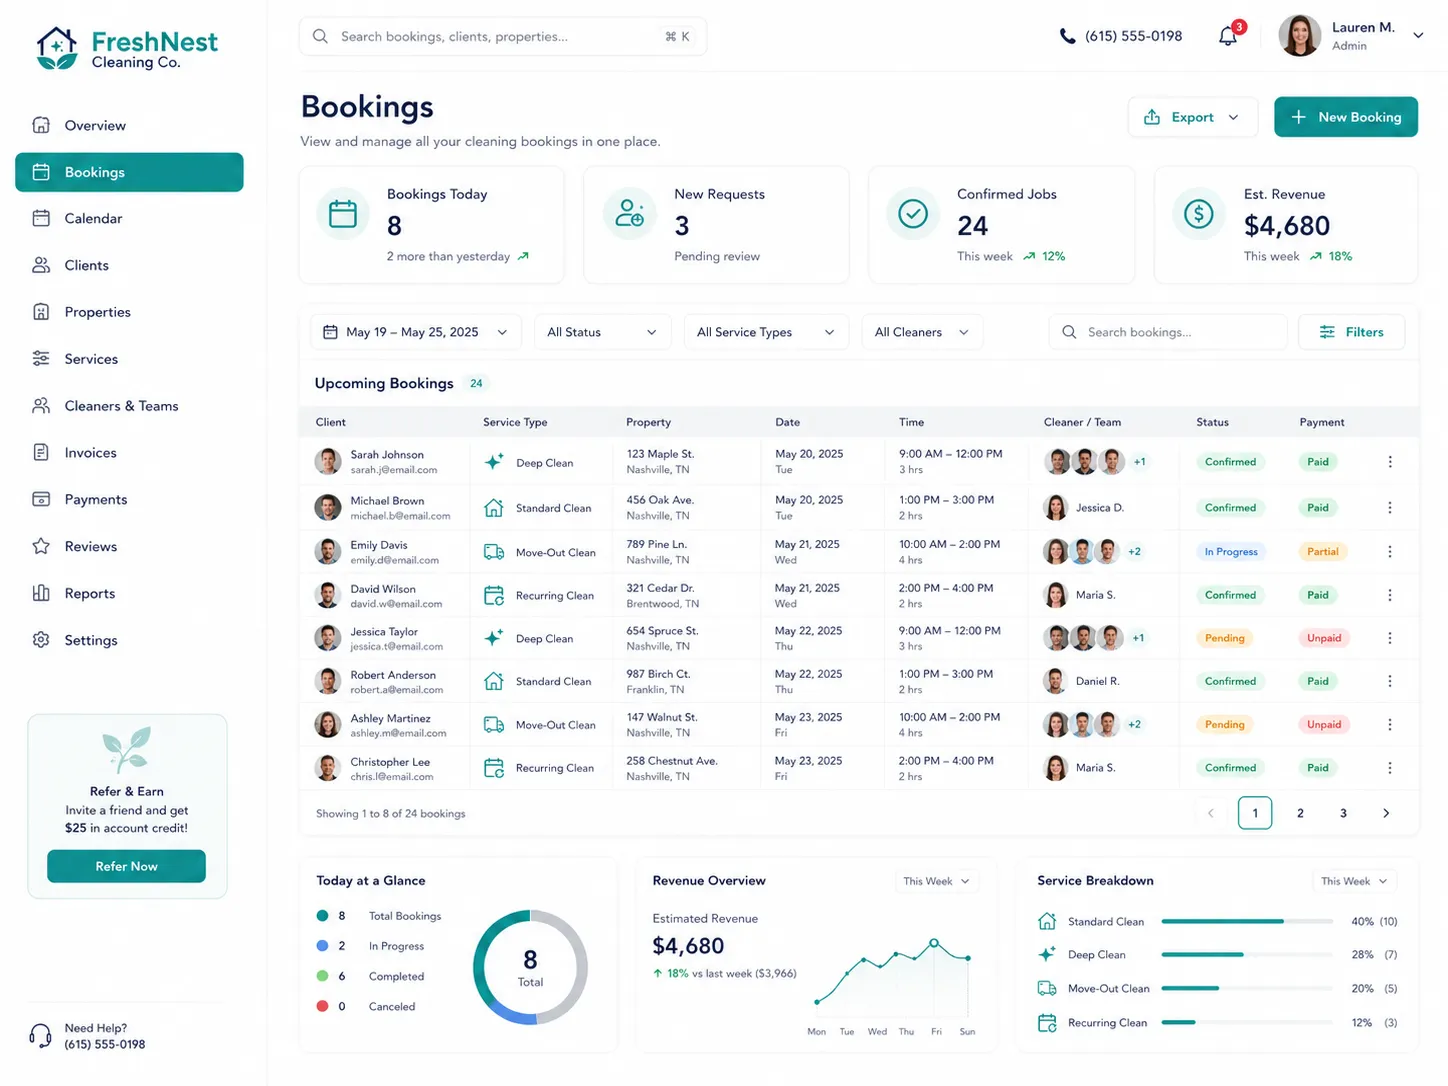 FreshNest
Cleaning Co.
Search bookings, clients, properties...
⌘ K
(615) 555-0198
3
Lauren M.
Admin
Overview
Bookings
Calendar
Clients
Properties
Services
Cleaners & Teams
Invoices
Payments
Reviews
Reports
Settings
Refer & Earn
Invite a friend and get
$25 in account credit!
Refer Now
Need Help?
(615) 555-0198
Bookings
View and manage all your cleaning bookings in one place.
Export
New Booking
Bookings Today
8
2 more than yesterday
New Requests
3
Pending review
Confirmed Jobs
24
This week 12%
Est. Revenue
$4,680
This week 18%
May 19 – May 25, 2025
All Status
All Service Types
All Cleaners
Search bookings...
Filters
Upcoming Bookings 24
Client Service Type Property Date Time Cleaner / Team Status Payment
Sarah Johnson
sarah.j@email.com
Deep Clean
123 Maple St.
Nashville, TN
May 20, 2025
Tue
9:00 AM – 12:00 PM
3 hrs
+1
Confirmed
Paid
Michael Brown
michael.b@email.com
Standard Clean
456 Oak Ave.
Nashville, TN
May 20, 2025
Tue
1:00 PM – 3:00 PM
2 hrs
Jessica D.
Confirmed
Paid
Emily Davis
emily.d@email.com
Move-Out Clean
789 Pine Ln.
Nashville, TN
May 21, 2025
Wed
10:00 AM – 2:00 PM
4 hrs
+2
In Progress
Partial
David Wilson
david.w@email.com
Recurring Clean
321 Cedar Dr.
Brentwood, TN
May 21, 2025
Wed
2:00 PM – 4:00 PM
2 hrs
Maria S.
Confirmed
Paid
Jessica Taylor
jessica.t@email.com
Deep Clean
654 Spruce St.
Nashville, TN
May 22, 2025
Thu
9:00 AM – 12:00 PM
3 hrs
+1
Pending
Unpaid
Robert Anderson
robert.a@email.com
Standard Clean
987 Birch Ct.
Franklin, TN
May 22, 2025
Thu
1:00 PM – 3:00 PM
2 hrs
Daniel R.
Confirmed
Paid
Ashley Martinez
ashley.m@email.com
Move-Out Clean
147 Walnut St.
Nashville, TN
May 23, 2025
Fri
10:00 AM – 2:00 PM
4 hrs
+2
Pending
Unpaid
Christopher Lee
chris.l@email.com
Recurring Clean
258 Chestnut Ave.
Nashville, TN
May 23, 2025
Fri
2:00 PM – 4:00 PM
2 hrs
Maria S.
Confirmed
Paid
Showing 1 to 8 of 24 bookings
1 2 3
Today at a Glance
8 Total Bookings
2 In Progress
6 Completed
0 Canceled
8
Total
Revenue Overview
This Week
Estimated Revenue
$4,680
18% vs last week ($3,966)
Mon Tue Wed Thu Fri Sun
Service Breakdown
This Week
Standard Clean 40% (10)
Deep Clean 28% (7)
Move-Out Clean 20% (5)
Recurring Clean 12% (3)